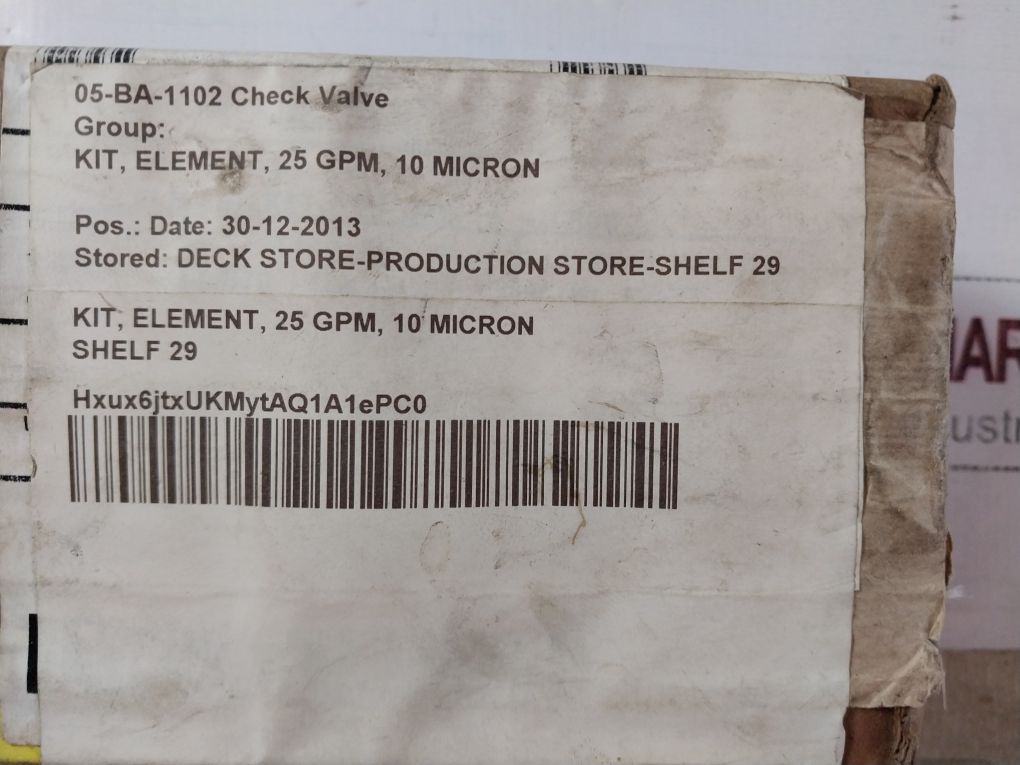 05-BA-1102 Check Valve
Group:
KIT, ELEMENT, 25 GPM, 10 MICRON
Pos.: Date: 30-12-2013
Stored: DECK STORE-PRODUCTION STORE-SHELF 29
KIT, ELEMENT, 25 GPM, 10 MICRON
SHELF 29
Hxux6jtxUKMytAQ1A1ePC0